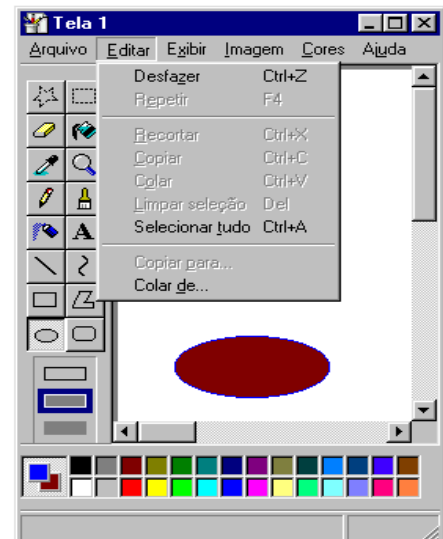 Tela 1
Arquivo Editar Exibir Imagem Cores Ajuda
Desfazer Ctrl+Z
Repetir F4
Recortar Ctrl+X
Copiar Ctrl+C
Colar Ctrl+V
Limpar seleção Del
Selecionar tudo Ctrl+A
Copiar para...
Colar de...
A